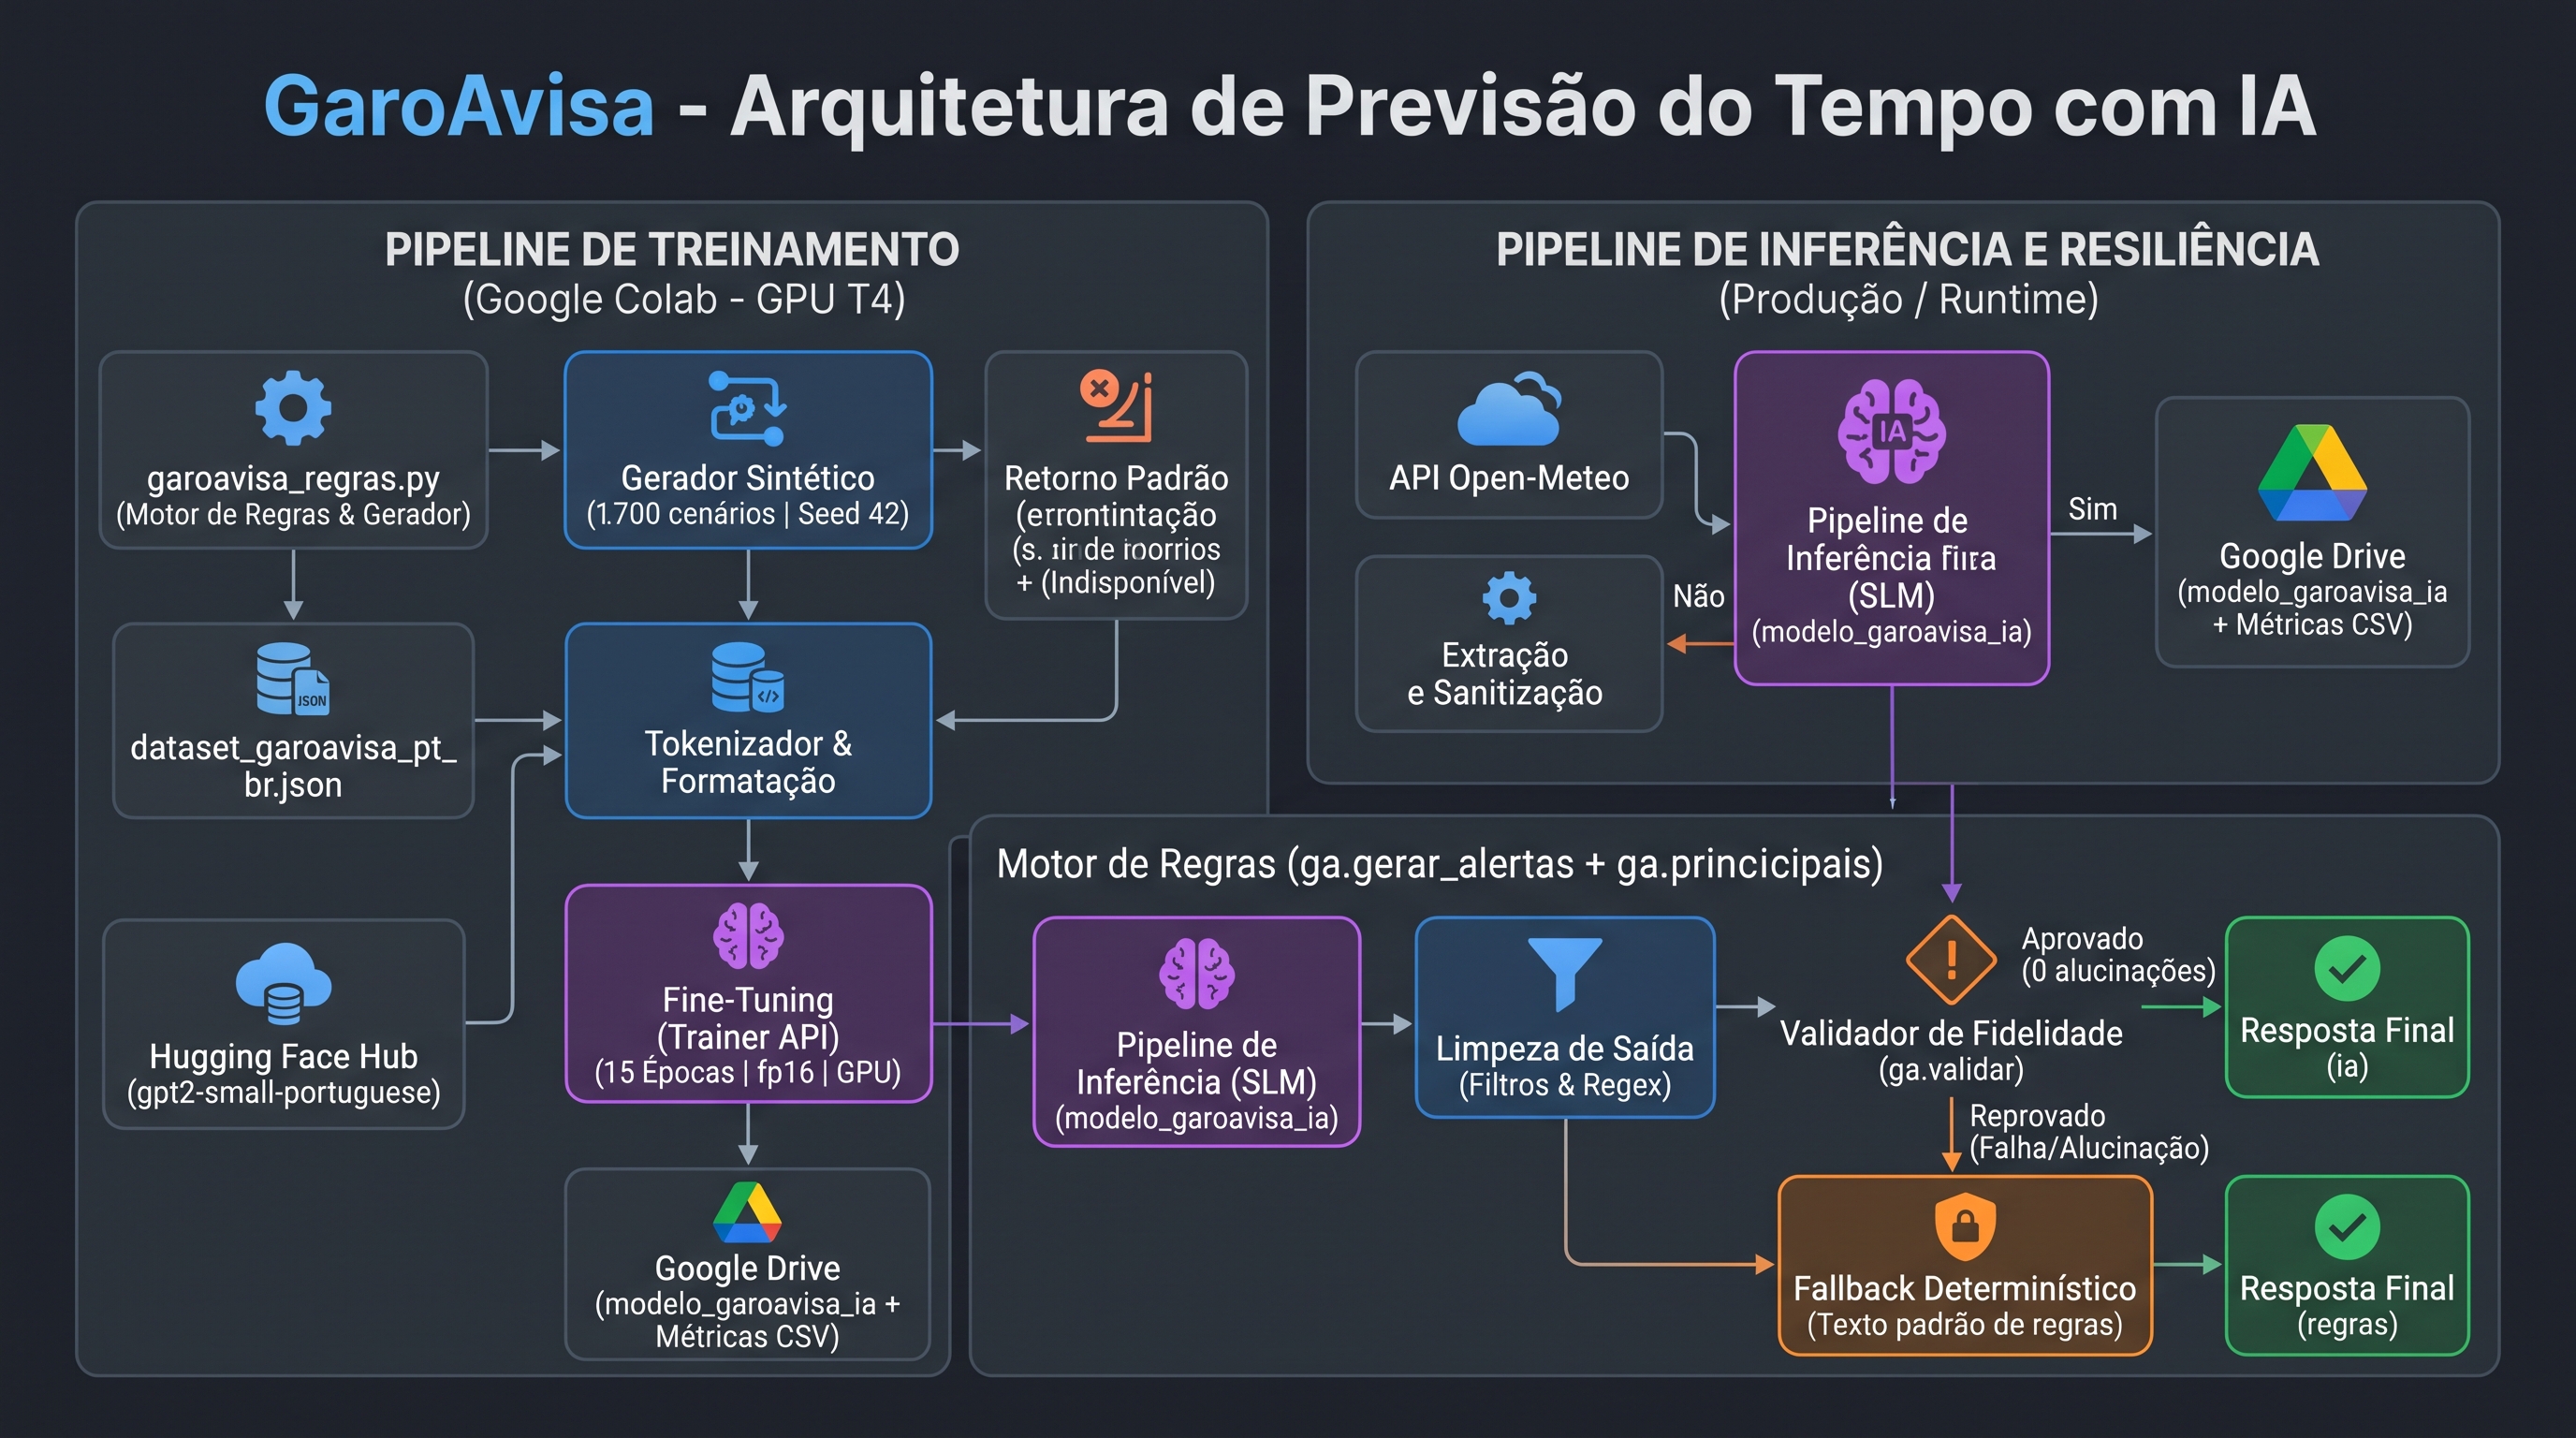 GaroAvisa - Arquitetura de Previsão do Tempo com IA
PIPELINE DE TREINAMENTO
(Google Colab - GPU T4)
garoavisa_regras.py
(Motor de Regras & Gerador)
Gerador Sintético
(1.700 cenários | Seed 42)
Retorno Padrão
(errontintação
(s.
+ (Indisponível)
JSON
dataset_garoavisa_pt_
br.json
</>
Tokenizador &
Formatação
Hugging Face Hub
(gpt2-small-portuguese)
Fine-Tuning
(Trainer API)
(15 Épocas | fp16 | GPU)
Google Drive
(modelo_garoavisa_ia +
Métricas CSV)
PIPELINE DE INFERÊNCIA E RESILIÊNCIA
(Produção / Runtime)
API Open-Meteo
Extração
e Sanitização
Não
IA
Pipeline de
Inferência
(SLM)
(modelo_garoavisa_ia)
Sim
Google Drive
(modelo_garoavisa_ia
+ Métricas CSV)
Motor de Regras (ga.gerar_alertas + ga.princicipais)
Pipeline de
Inferência (SLM)
(modelo_garoavisa_ia)
Limpeza de Saída
(Filtros & Regex)
!
Validador de Fidelidade
(ga.validar)
Aprovado
(0 alucinações)
Resposta Final
(ia)
Reprovado
(Falha/Alucinação)
Fallback Determinístico
(Texto padrão de regras)
Resposta Final
(regras)